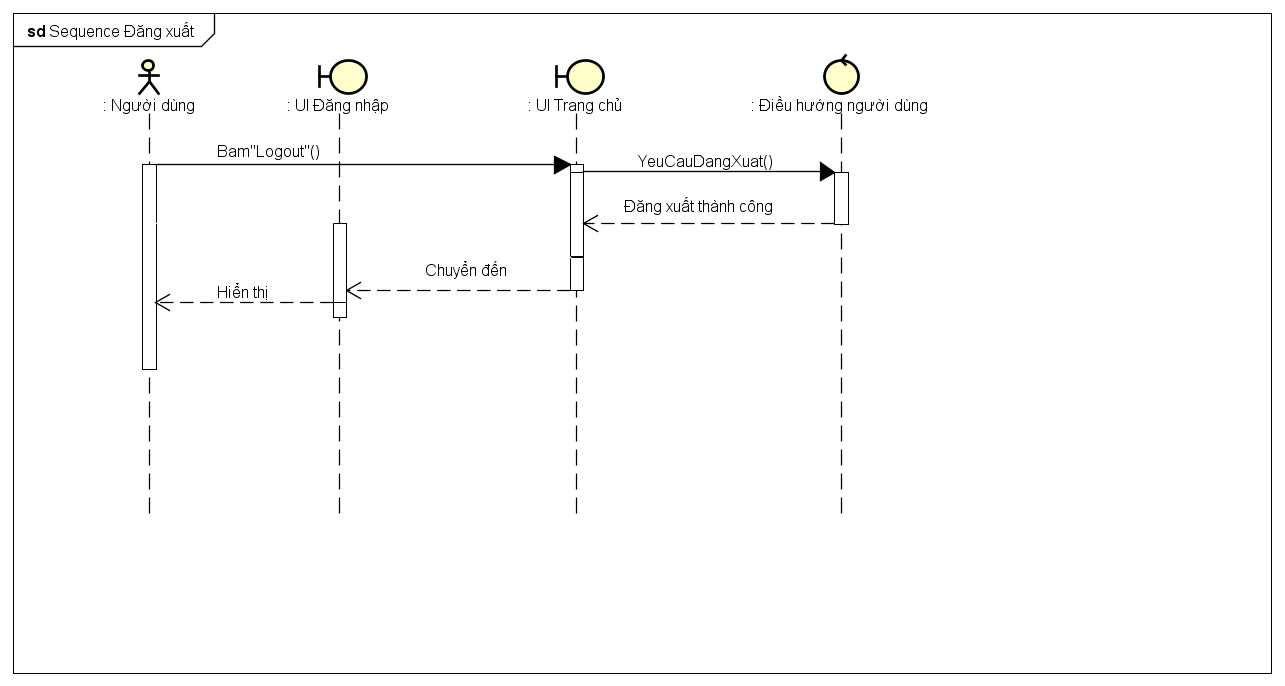 sd Sequence Đăng xuất
: Người dùng
: UI Đăng nhập
: UI Trang chủ
: Điều hướng người dùng
Bam"Logout"()
YeuCauDangXuat()
Đăng xuất thành công
Chuyển đến
Hiển thị